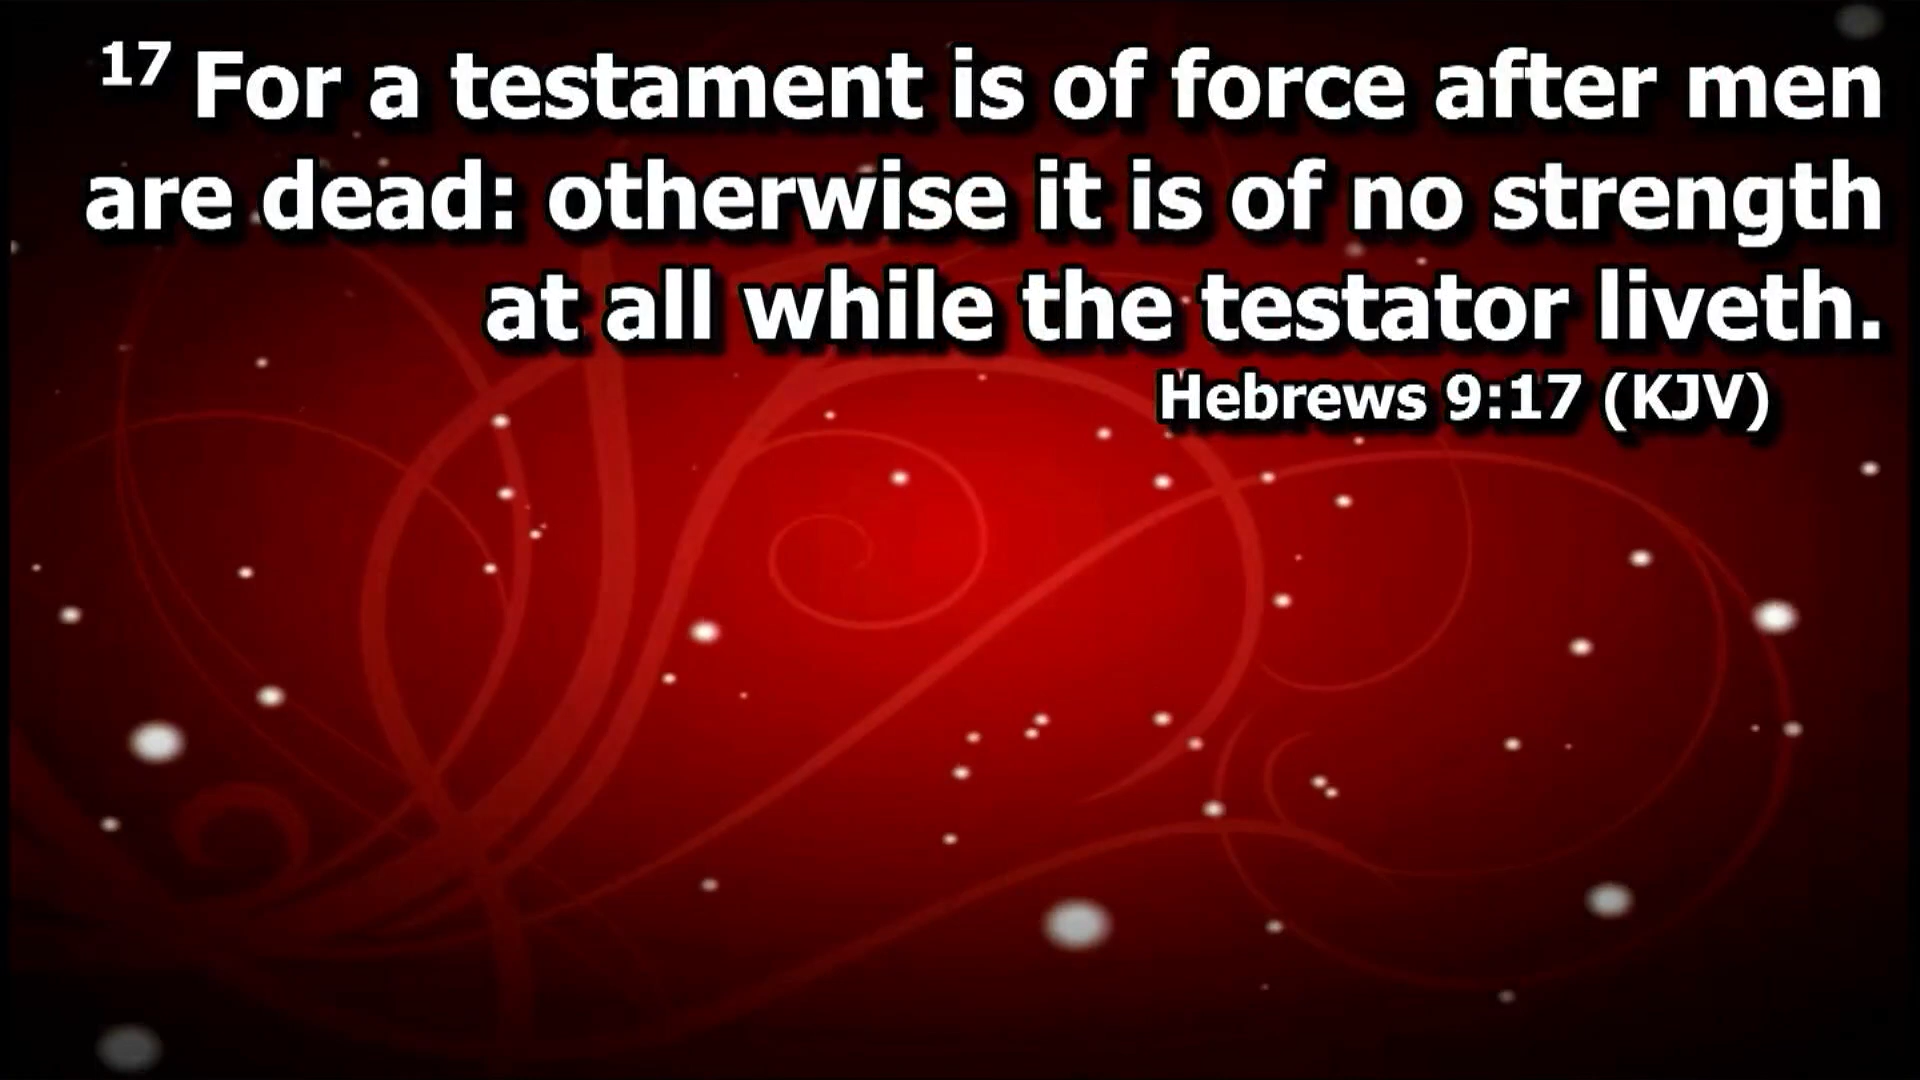 17 For a testament is of force after men
are dead: otherwise it is of no strength
at all while the testator liveth.
Hebrews 9:17 (KJV)